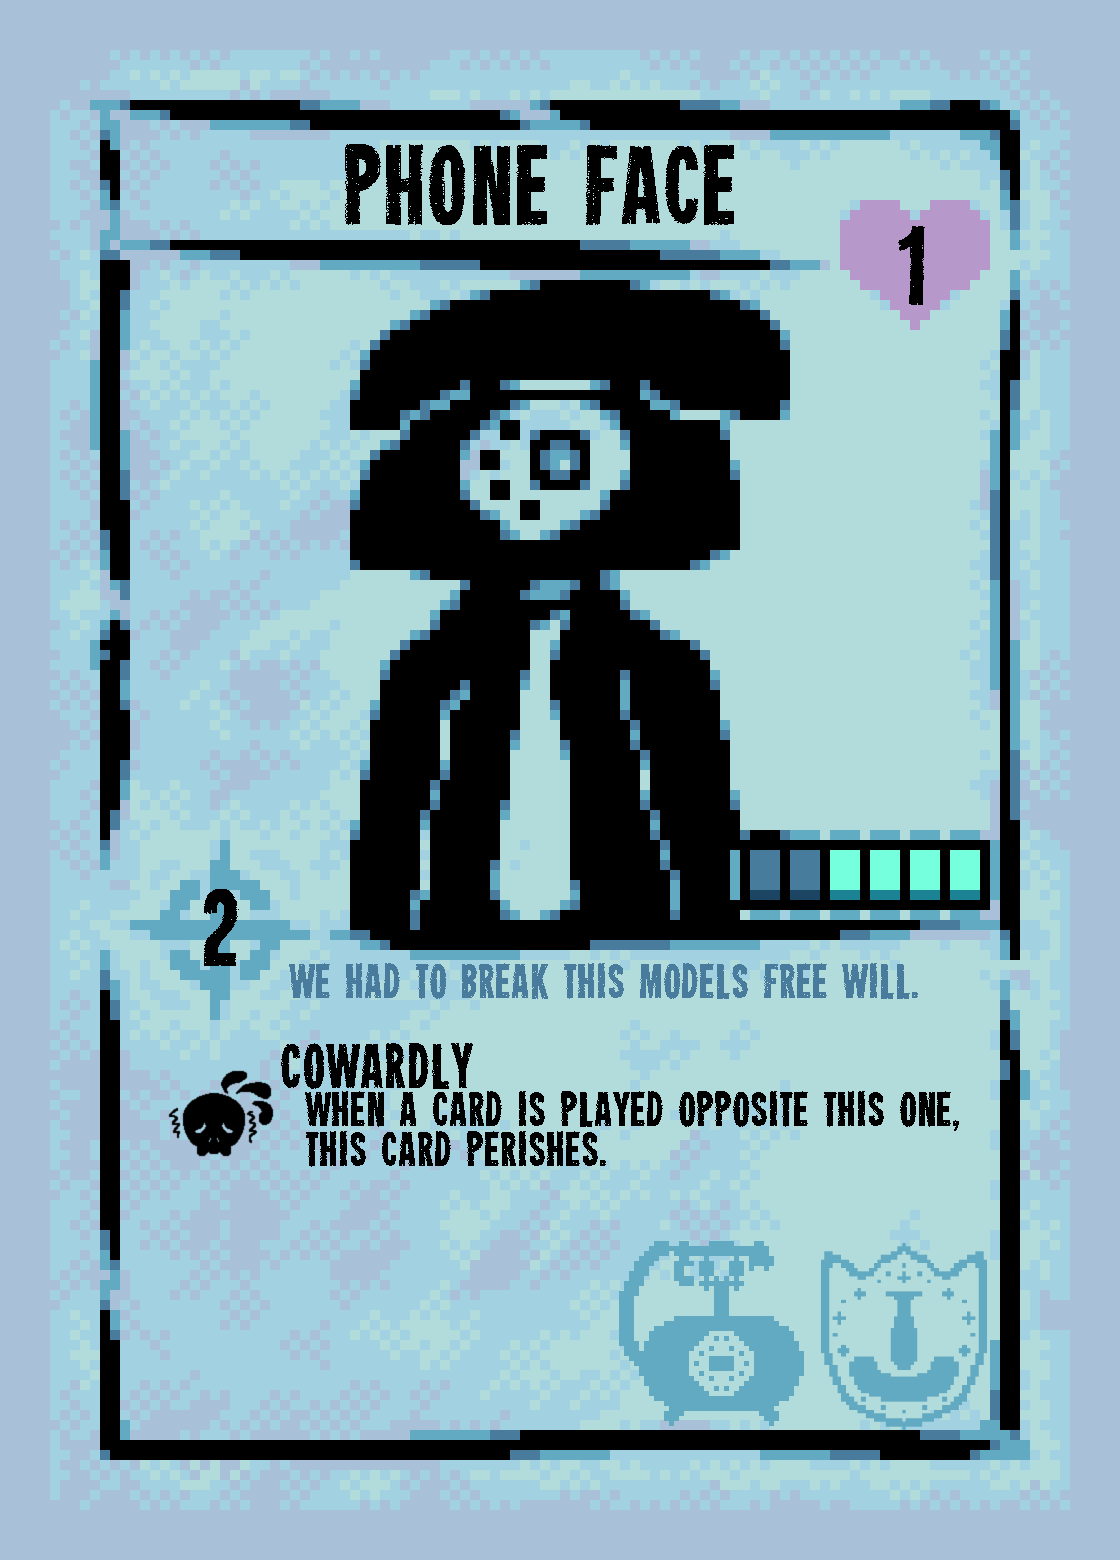 PHONE FACE
1
2
WE HAD TO BREAK THIS MODELS FREE WILL.
COWARDLY
WHEN A CARD IS PLAYED OPPOSITE THIS ONE,
THIS CARD PERISHES.